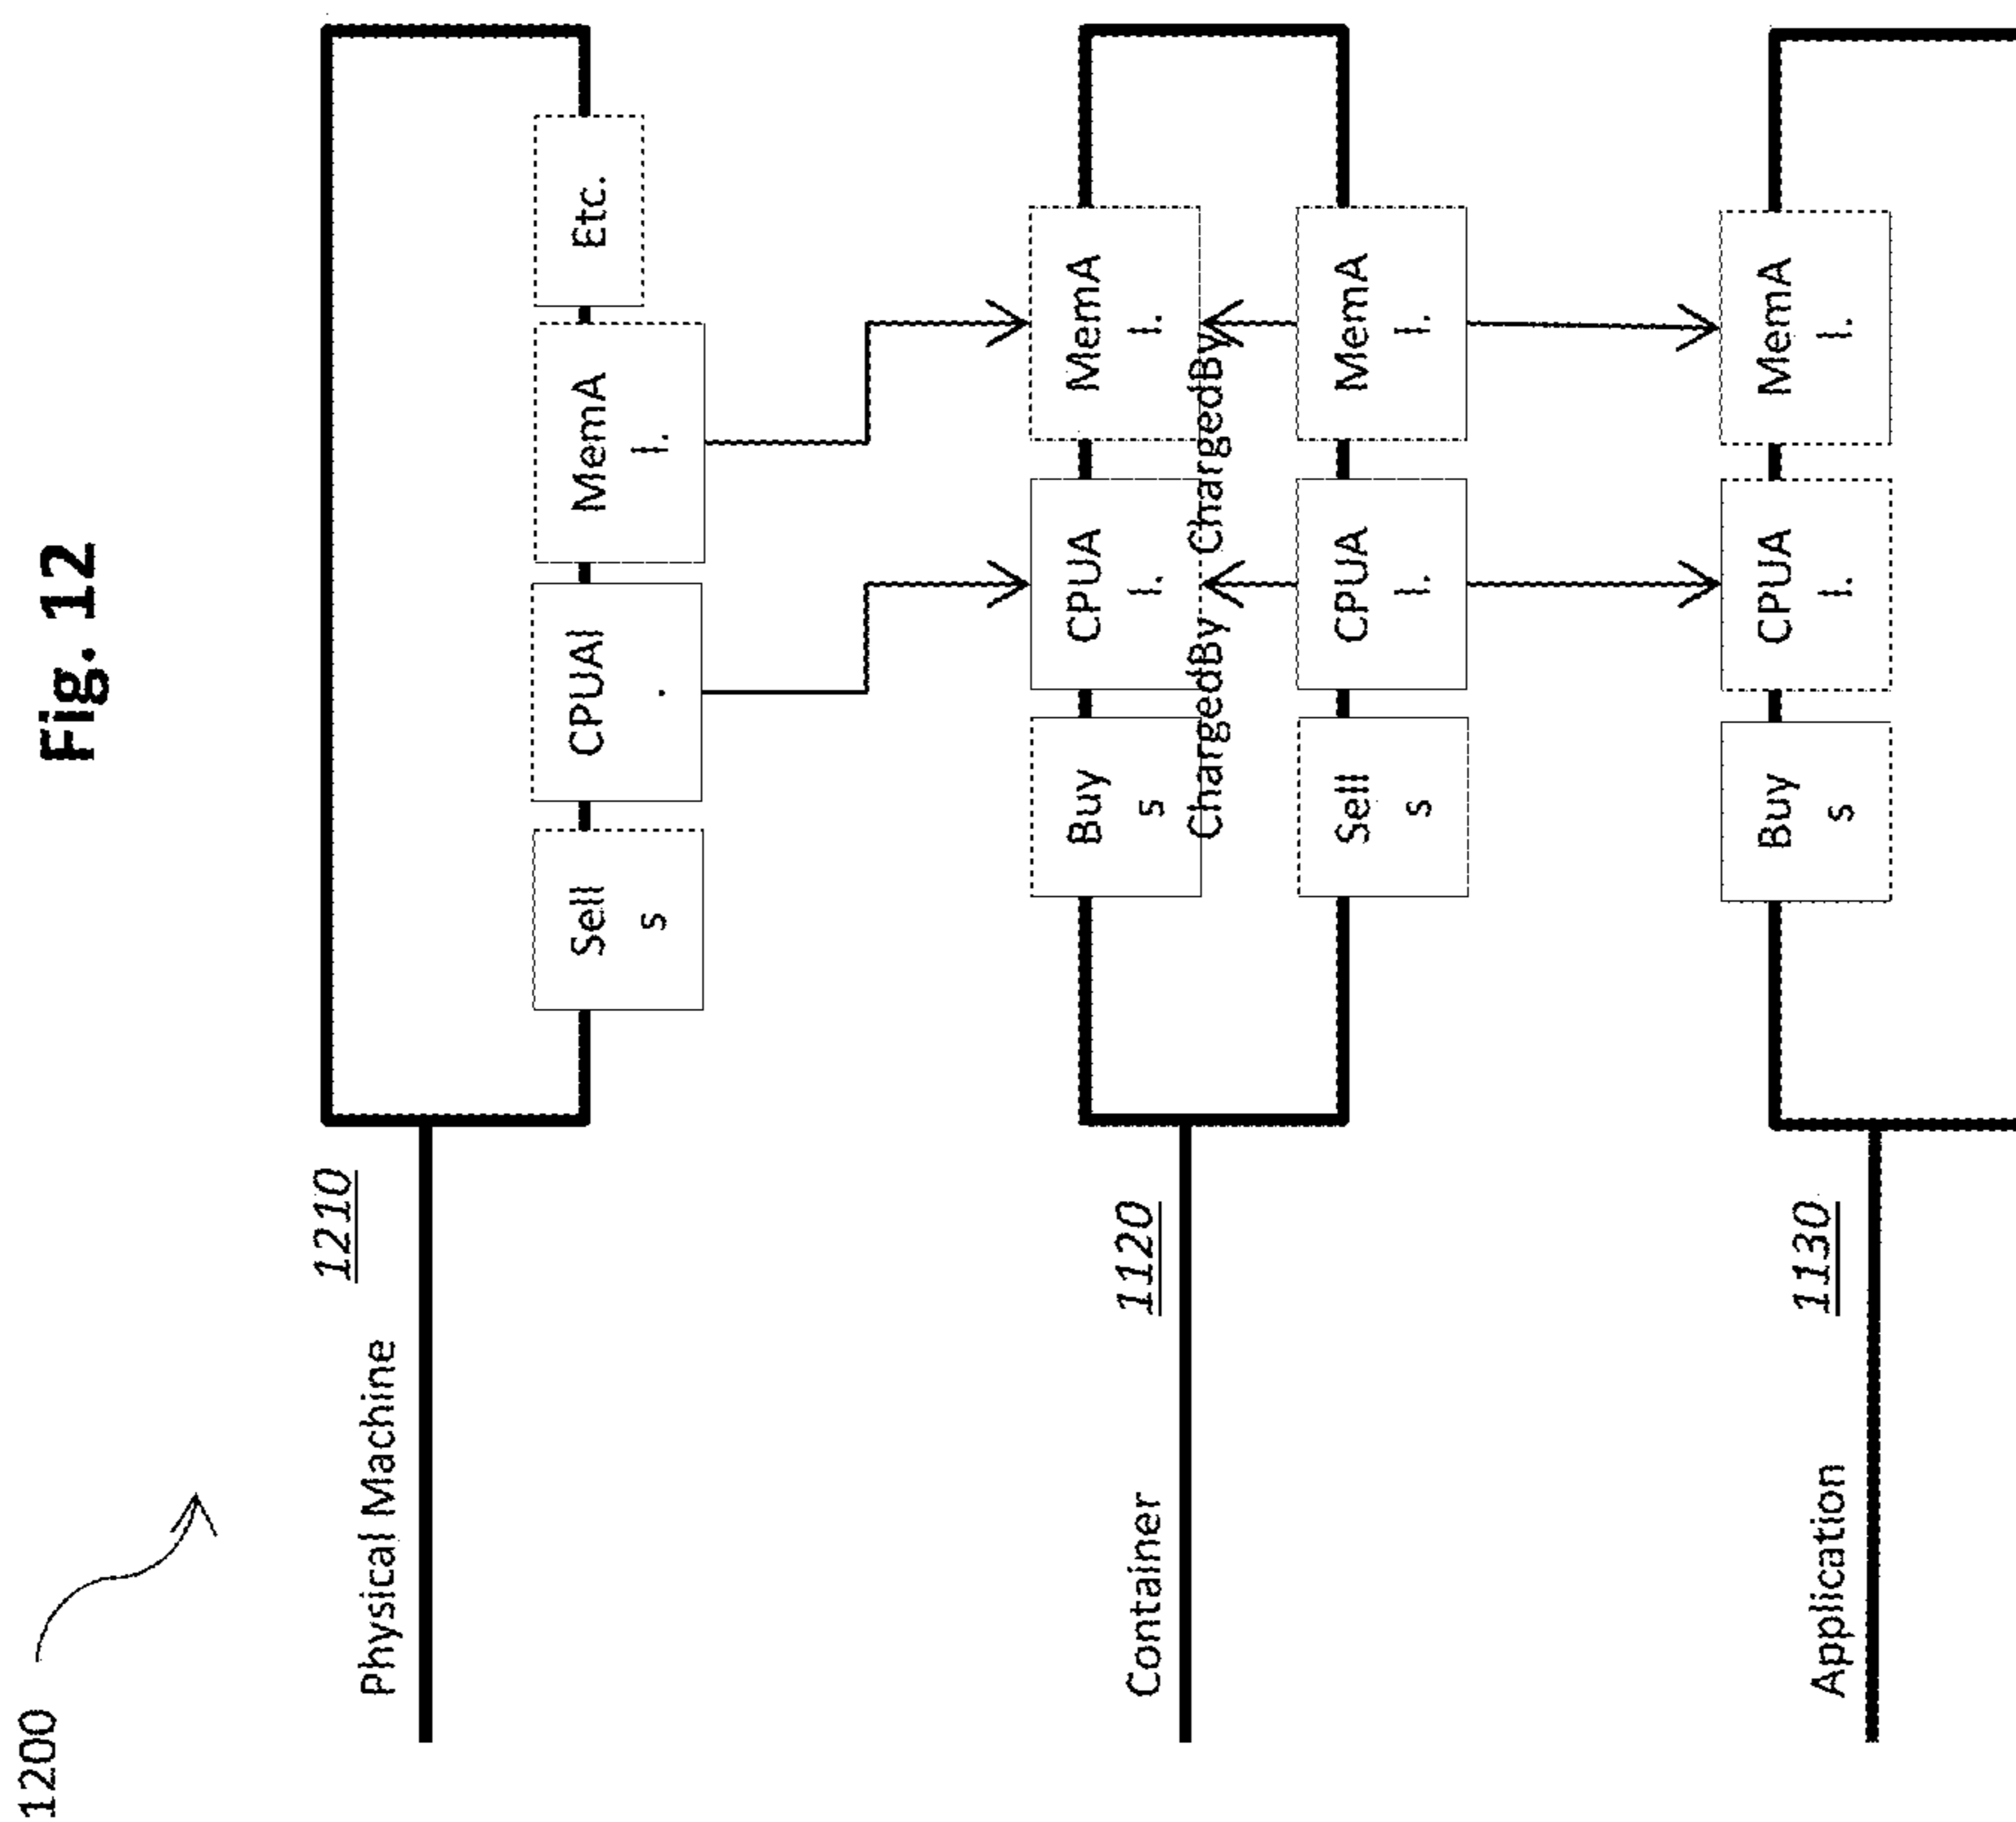 Fig. 12
1200
Physical Machine
1210
Sell
s
CPUAl
.
MemA
l.
Etc.
Container
1120
Buy
s
CPUA
l.
MemA
l.
ChargedBy
ChargedBy
Sell
s
CPUA
l.
MemA
l.
Application
1130
Buy
s
CPUA
l.
MemA
l.